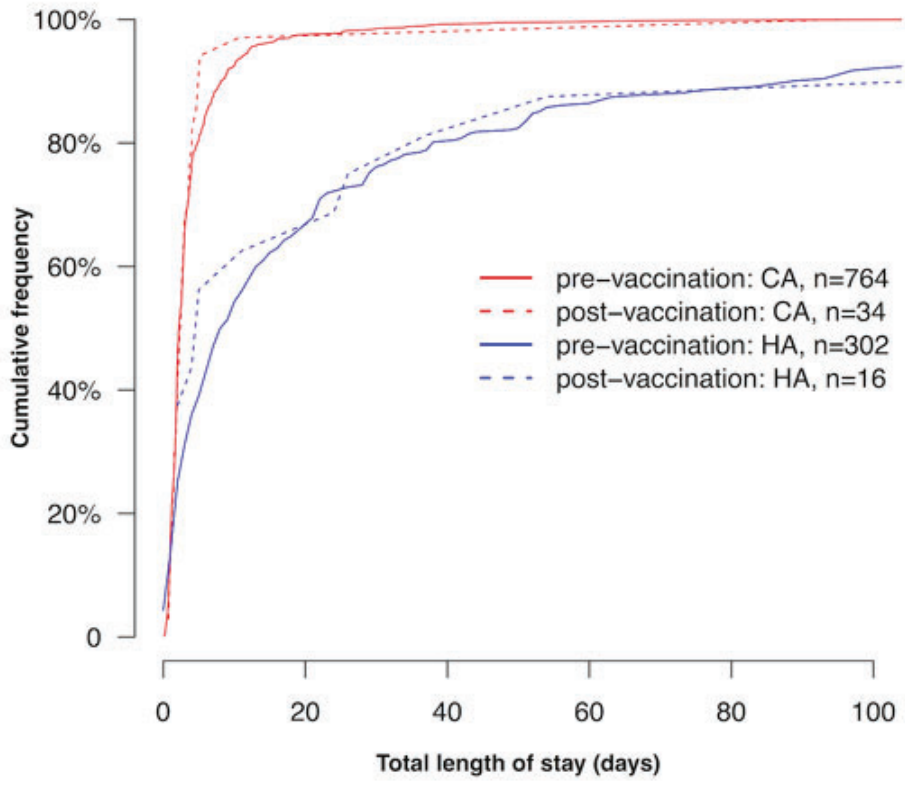 100%
80%
60%
40%
20%
0
Cumulative frequency
pre−vaccination: CA, n=764
post−vaccination: CA, n=34
pre−vaccination: HA, n=302
post−vaccination: HA, n=16
0 20 40 60 80 100
Total length of stay (days)